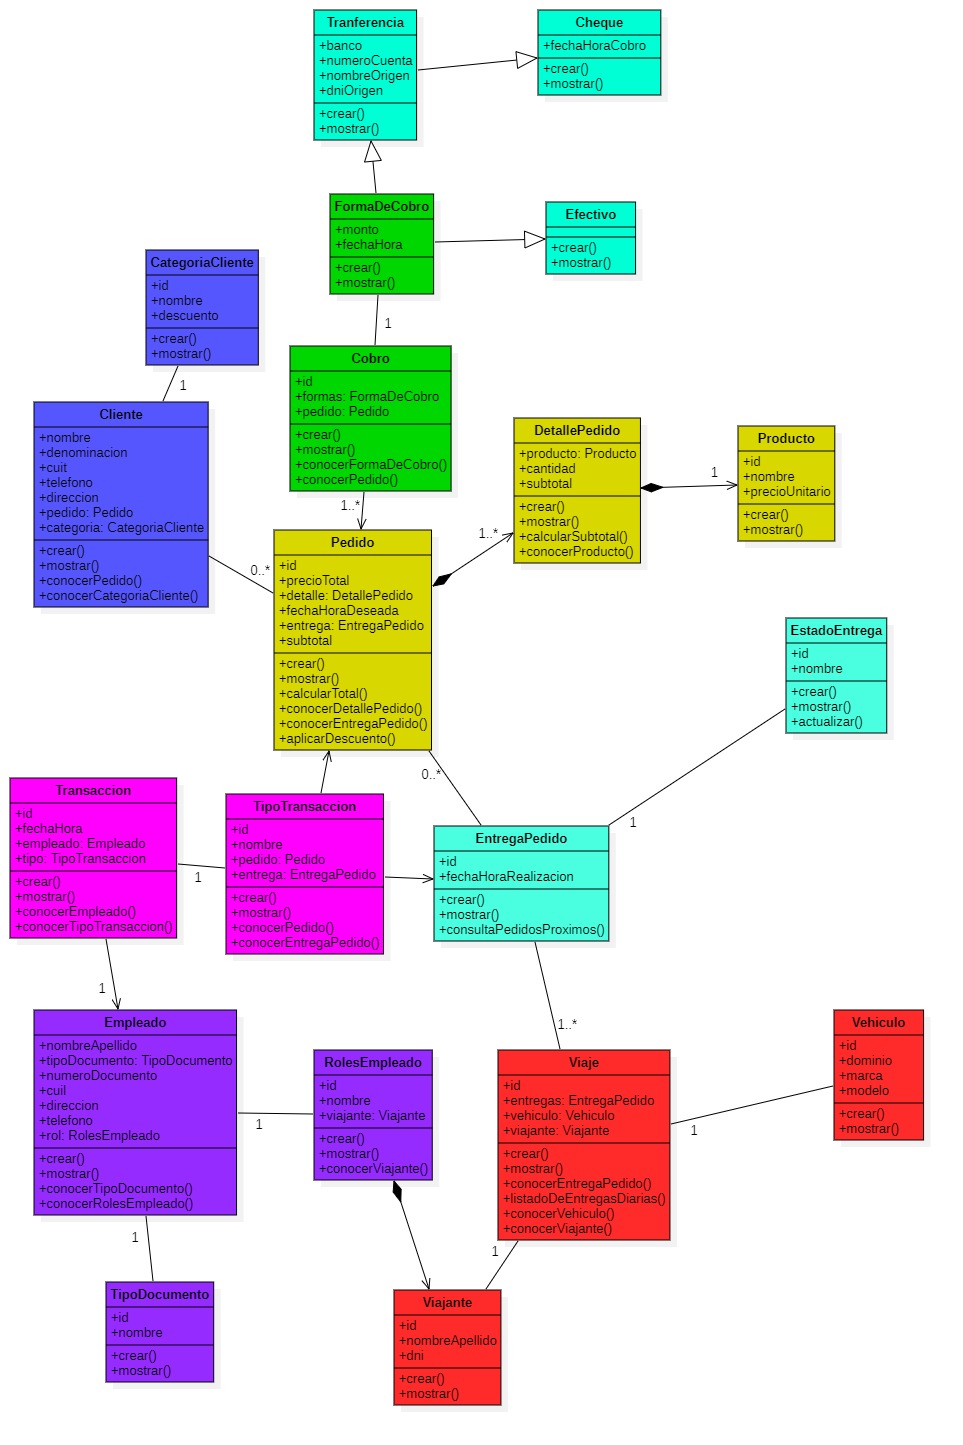 Tranferencia
+banco
+numeroCuenta
+nombreOrigen
+dniOrigen
+crear()
+mostrar()
Cheque
+fechaHoraCobro
+crear()
+mostrar()
FormaDeCobro
+monto
+fechaHora
+crear()
+mostrar()
Efectivo
+crear()
+mostrar()
CategoriaCliente
+id
+nombre
+descuento
+crear()
+mostrar()
1
1
Cobro
+id
+formas: FormaDeCobro
+pedido: Pedido
+crear()
+mostrar()
+conocerFormaDeCobro()
+conocerPedido()
Cliente
+nombre
+denominacion
+cuit
+telefono
+direccion
+pedido: Pedido
+categoria: CategoriaCliente
+crear()
+mostrar()
+conocerPedido()
+conocerCategoriaCliente()
DetallePedido
+producto: Producto
+cantidad
+subtotal
+crear()
+mostrar()
+calcularSubtotal()
+conocerProducto()
1
Producto
+id
+nombre
+precioUnitario
+crear()
+mostrar()
1..*
1..*
0..*
Pedido
+id
+precioTotal
+detalle: DetallePedido
+fechaHoraDeseada
+entrega: EntregaPedido
+subtotal
+crear()
+mostrar()
+calcularTotal()
+conocerDetallePedido()
+conocerEntregaPedido()
+aplicarDescuento()
EstadoEntrega
+id
+nombre
+crear()
+mostrar()
+actualizar()
0..*
1
Transaccion
+id
+fechaHora
+empleado: Empleado
+tipo: TipoTransaccion
+crear()
+mostrar()
+conocerEmpleado()
+conocerTipoTransaccion()
1
TipoTransaccion
+id
+nombre
+pedido: Pedido
+entrega: EntregaPedido
+crear()
+mostrar()
+conocerPedido()
+conocerEntregaPedido()
EntregaPedido
+id
+fechaHoraRealizacion
+crear()
+mostrar()
+consultaPedidosProximos()
1
1..*
Empleado
+nombreApellido
+tipoDocumento: TipoDocumento
+numeroDocumento
+cuil
+direccion
+telefono
+rol: RolesEmpleado
+crear()
+mostrar()
+conocerTipoDocumento()
+conocerRolesEmpleado()
1
RolesEmpleado
+id
+nombre
+viajante: Viajante
+crear()
+mostrar()
+conocerViajante()
Viaje
+id
+entregas: EntregaPedido
+vehiculo: Vehiculo
+viajante: Viajante
+crear()
+mostrar()
+conocerEntregaPedido()
+listadoDeEntregasDiarias()
+conocerVehiculo()
+conocerViajante()
1
Vehiculo
+id
+dominio
+marca
+modelo
+crear()
+mostrar()
1
1
TipoDocumento
+id
+nombre
+crear()
+mostrar()
Viajante
+id
+nombreApellido
+dni
+crear()
+mostrar()